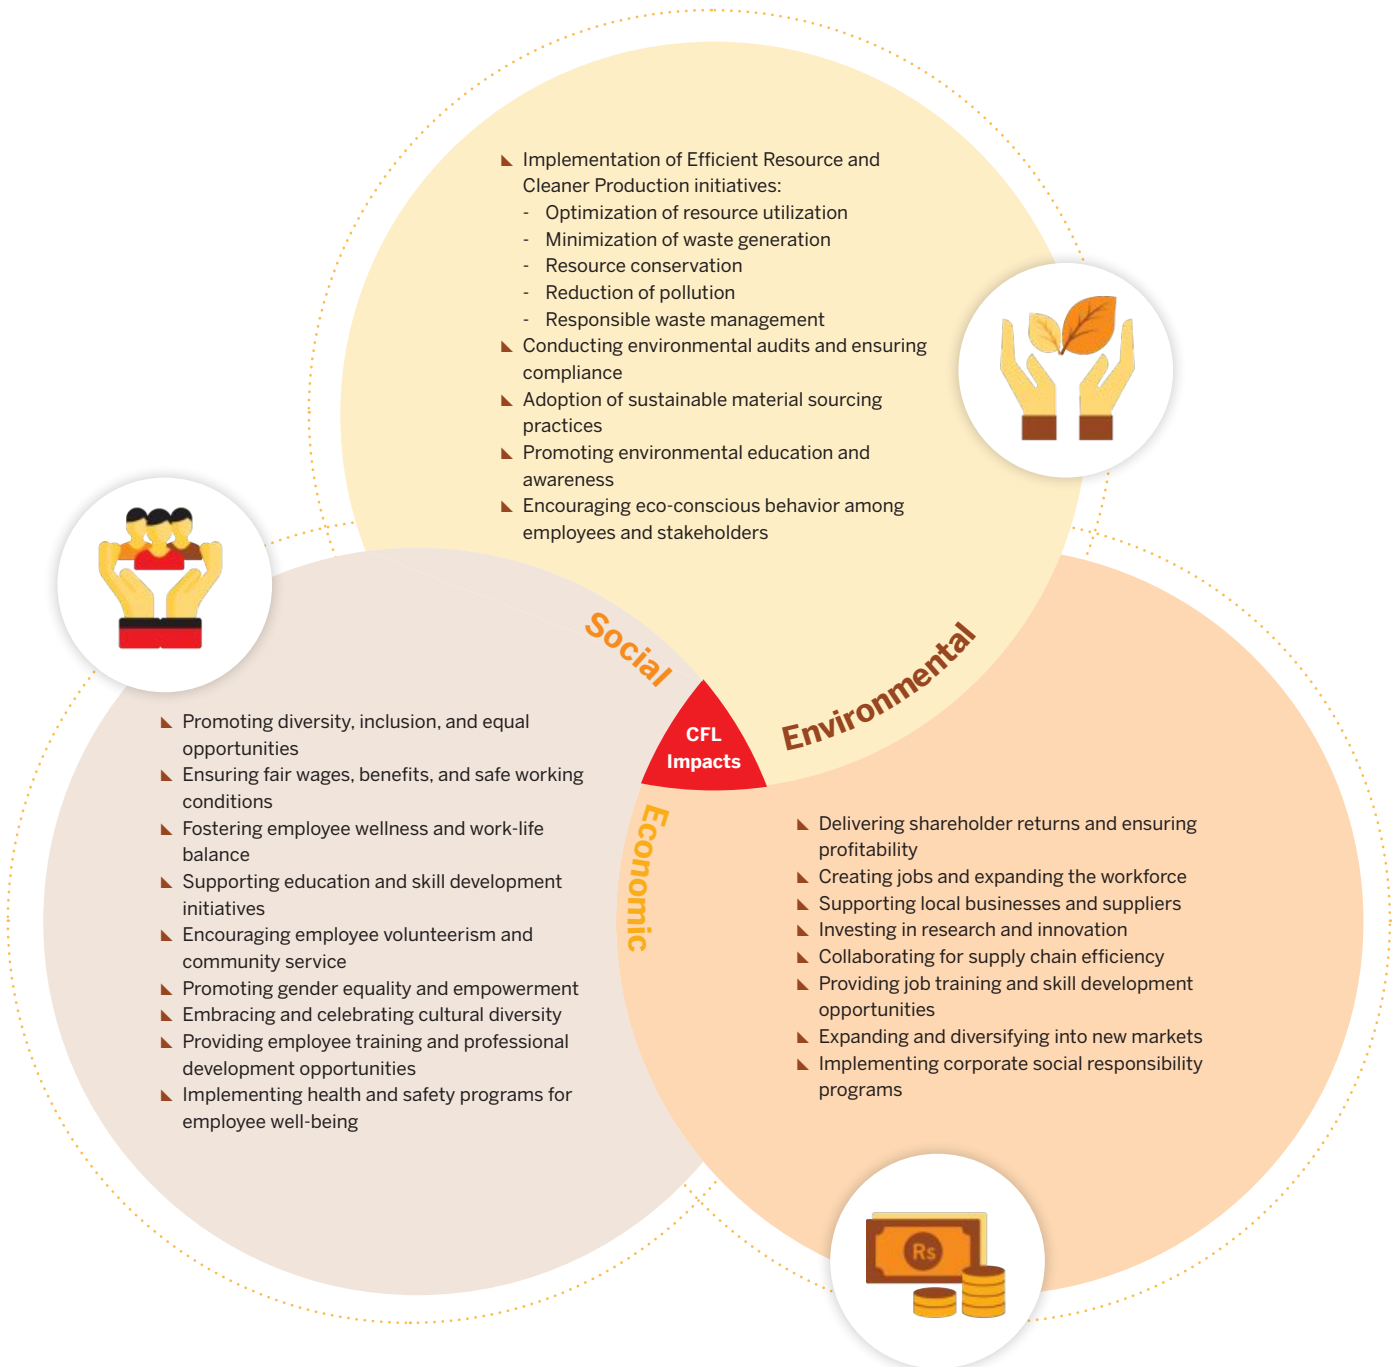 Implementation of Efficient Resource and
Cleaner Production initiatives:
- Optimization of resource utilization
- Minimization of waste generation
- Resource conservation
- Reduction of pollution
- Responsible waste management
Conducting environmental audits and ensuring
compliance
Adoption of sustainable material sourcing
practices
Promoting environmental education and
awareness
Encouraging eco-conscious behavior among
employees and stakeholders
Social
Environmental
CFL
Impacts
Economic
Promoting diversity, inclusion, and equal
opportunities
Ensuring fair wages, benefits, and safe working
conditions
Fostering employee wellness and work-life
balance
Supporting education and skill development
initiatives
Encouraging employee volunteerism and
community service
Promoting gender equality and empowerment
Embracing and celebrating cultural diversity
Providing employee training and professional
development opportunities
Implementing health and safety programs for
employee well-being
Delivering shareholder returns and ensuring
profitability
Creating jobs and expanding the workforce
Supporting local businesses and suppliers
Investing in research and innovation
Collaborating for supply chain efficiency
Providing job training and skill development
opportunities
Expanding and diversifying into new markets
Implementing corporate social responsibility
programs
Rs